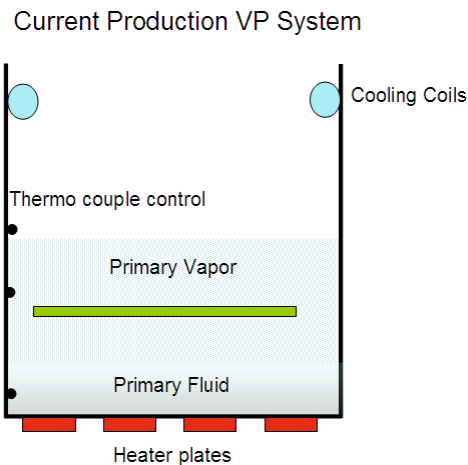 Current Production VP System
Cooling Coils
Thermo couple control
Primary Vapor
Primary Fluid
Heater plates